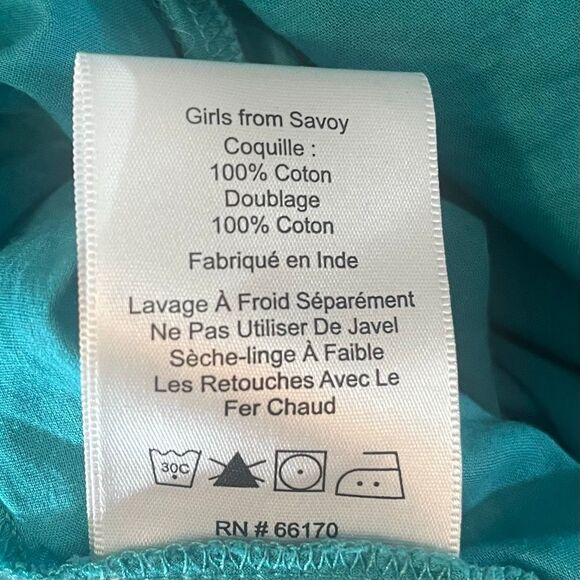 Girls from Savoy
Coquille :
100% Coton
Doublage
100% Coton
Fabriqué en Inde
Lavage À Froid Séparément
Ne Pas Utiliser De Javel
Sèche-linge À Faible
Les Retouches Avec Le
Fer Chaud
30C
RN # 66170